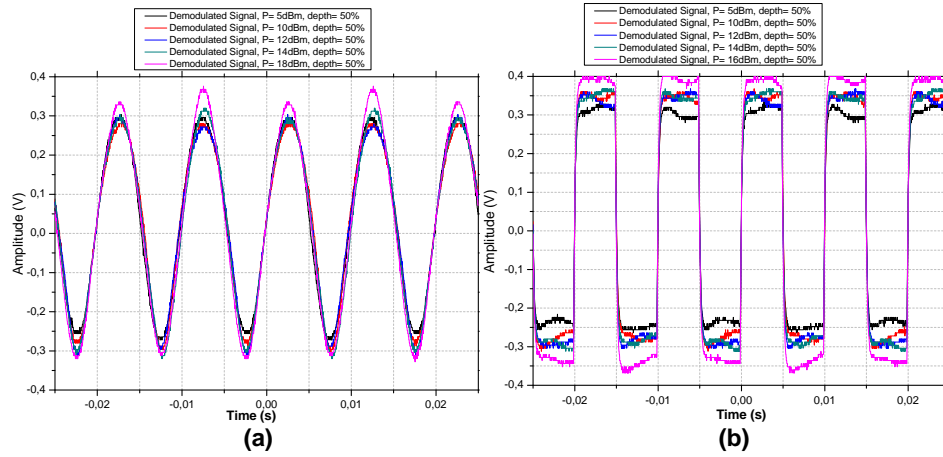 Demodulated Signal, P= 5dBm, depth= 50%
Demodulated Signal, P= 10dBm, depth= 50%
Demodulated Signal, P= 12dBm, depth= 50%
Demodulated Signal, P= 14dBm, depth= 50%
Demodulated Signal, P= 18dBm, depth= 50%
0,4
0,3
0,2
0,1
0,0
-0,1
-0,2
-0,3
-0,4
Amplitude (V)
-0,02
-0,01
0,00
0,01
0,02
Time (s)
(a)
Demodulated Signal, P= 5dBm, depth= 50%
Demodulated Signal, P= 10dBm, depth= 50%
Demodulated Signal, P= 12dBm, depth= 50%
Demodulated Signal, P= 14dBm, depth= 50%
Demodulated Signal, P= 16dBm, depth= 50%
0,4
0,3
0,2
0,1
0,0
-0,1
-0,2
-0,3
-0,4
Amplitude (V)
-0,02
-0,01
0,00
0,01
0,02
Time (s)
(b)